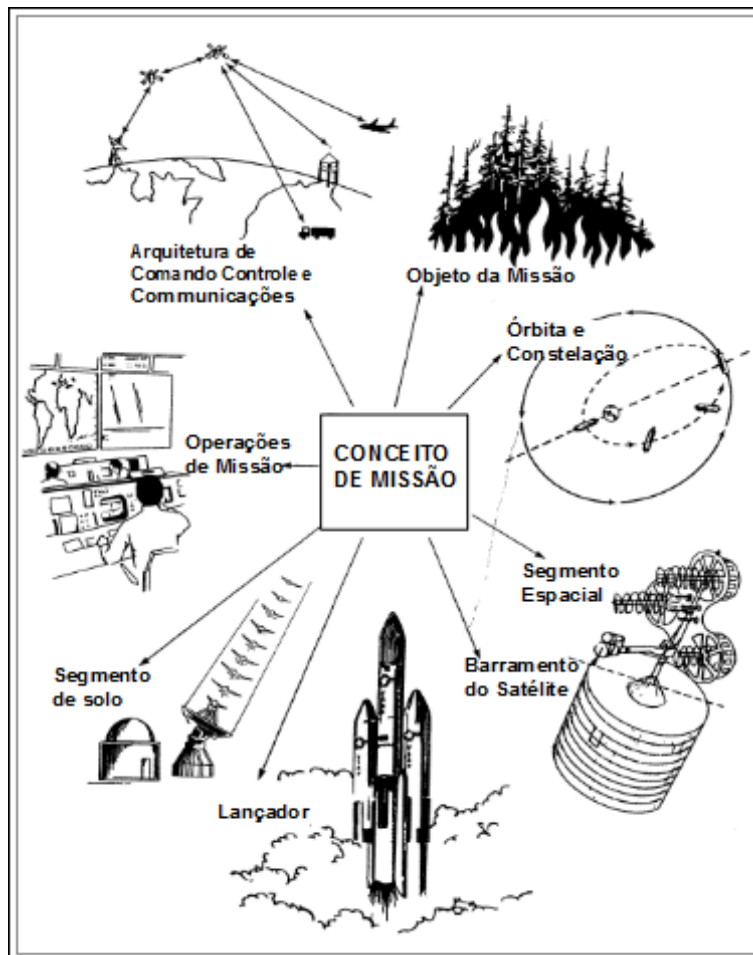 Arquitetura de
Comando Controle e
Communicações
Objeto da Missão
Órbita e
Constelação
Operações
de Missão
CONCEITO
DE MISSÃO
Segmento
Espacial
Barramento
do Satélite
Segmento
de solo
Lançador